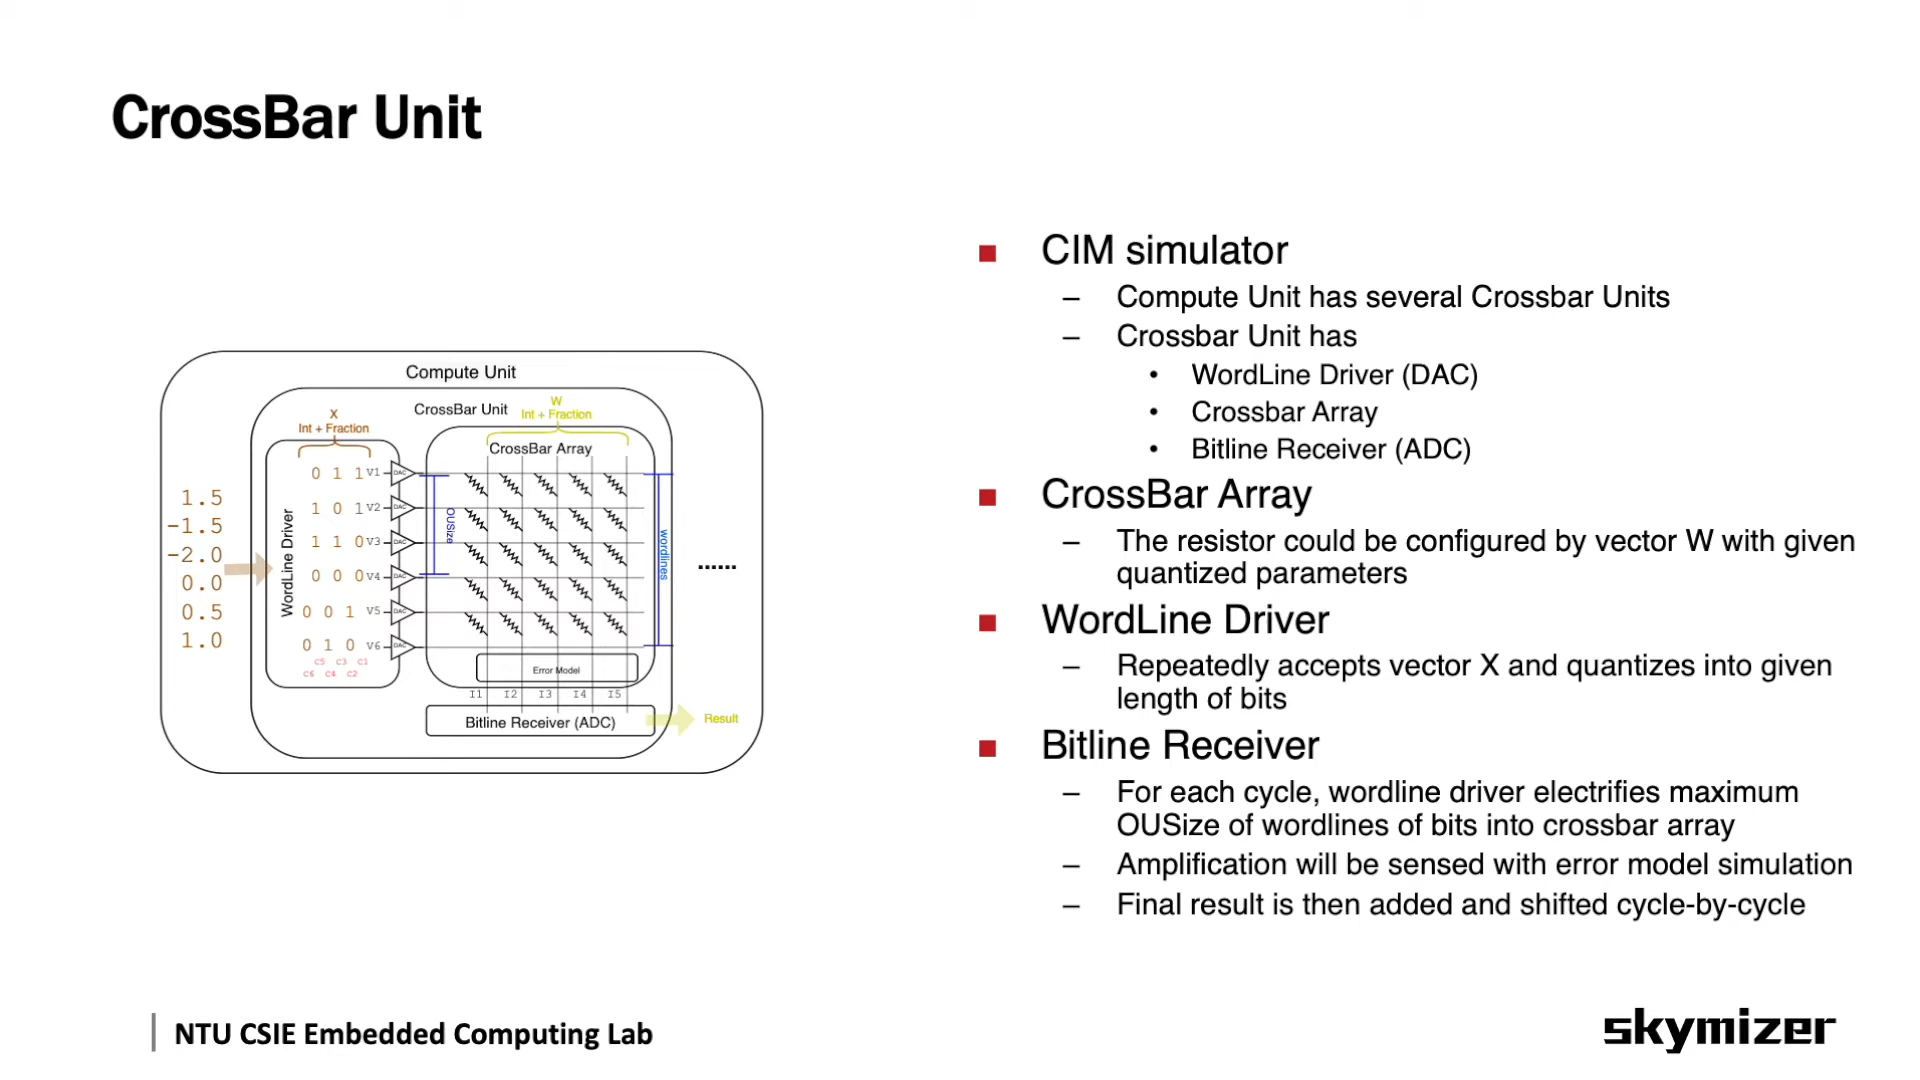 CrossBar Unit
Compute Unit
CrossBar Unit
W
Int + Fraction
X
Int + Fraction
CrossBar Array
WordLine Driver
1.5
-1.5
-2.0
0.0
0.5
1.0
0 1 1 V1 DAC
1 0 1 V2 DAC
1 1 0 V3 DAC
0 0 0 V4 DAC
0 0 1 V5 DAC
0 1 0 V6 DAC
C5 C3 C1
C6 C4 C2
OUSize
wordlines
......
Error Model
I1 I2 I3 I4 I5
Bitline Receiver (ADC)
Result
CIM simulator
– Compute Unit has several Crossbar Units
– Crossbar Unit has
• WordLine Driver (DAC)
• Crossbar Array
• Bitline Receiver (ADC)
CrossBar Array
– The resistor could be configured by vector W with given
quantized parameters
WordLine Driver
– Repeatedly accepts vector X and quantizes into given
length of bits
Bitline Receiver
– For each cycle, wordline driver electrifies maximum
OUSize of wordlines of bits into crossbar array
– Amplification will be sensed with error model simulation
– Final result is then added and shifted cycle-by-cycle
NTU CSIE Embedded Computing Lab
skymizer